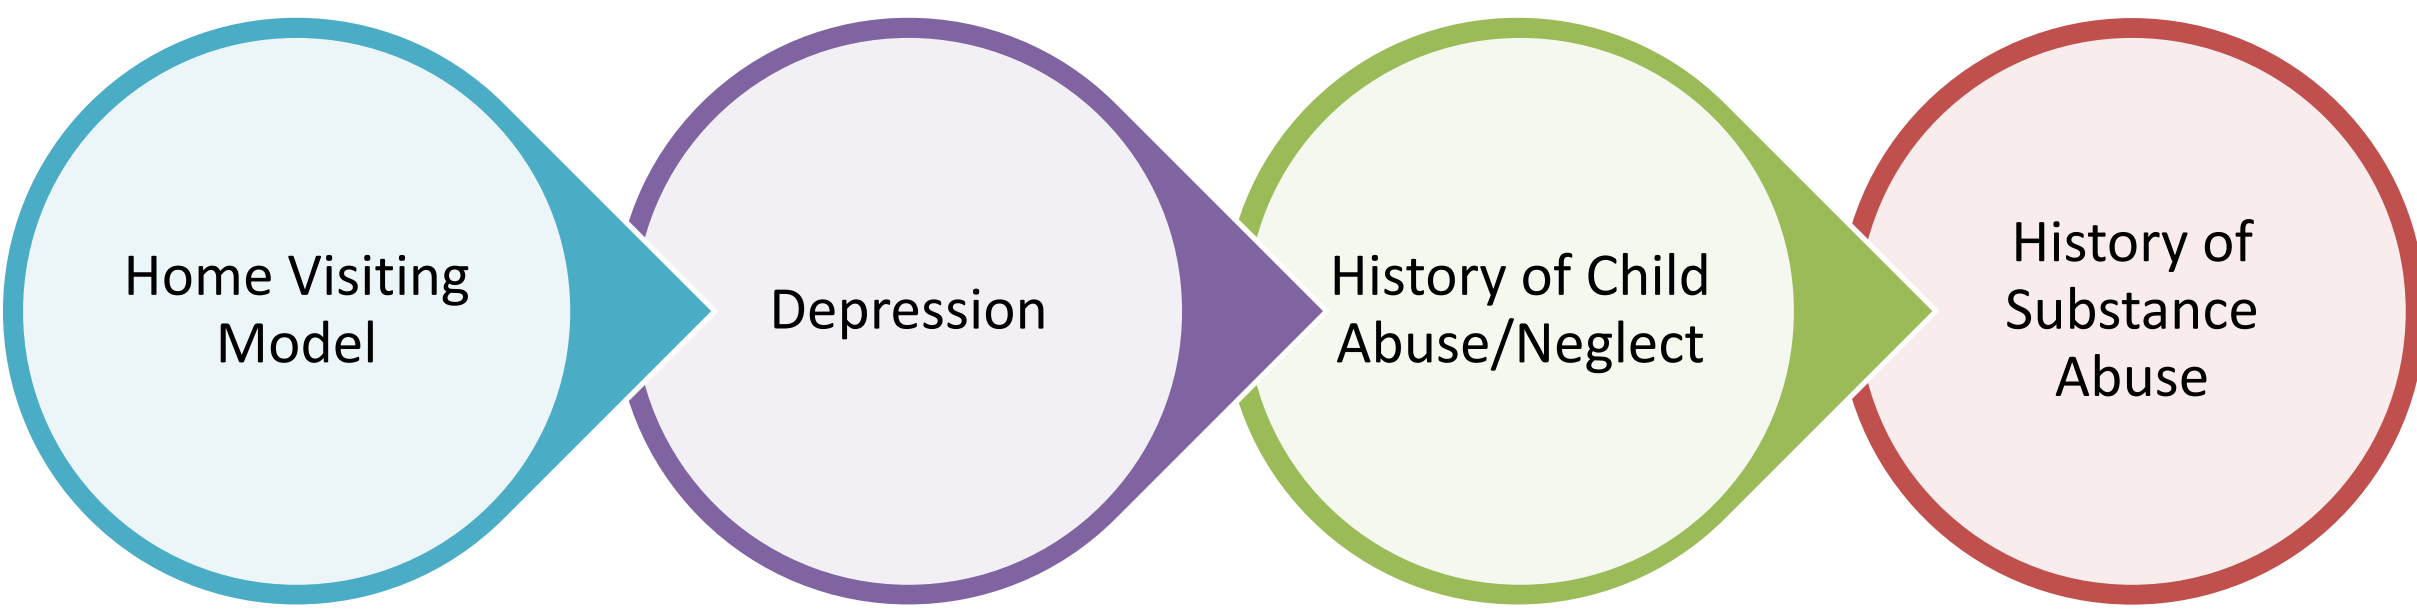 Home Visiting
Model
Depression
History of Child
Abuse/Neglect
History of
Substance
Abuse